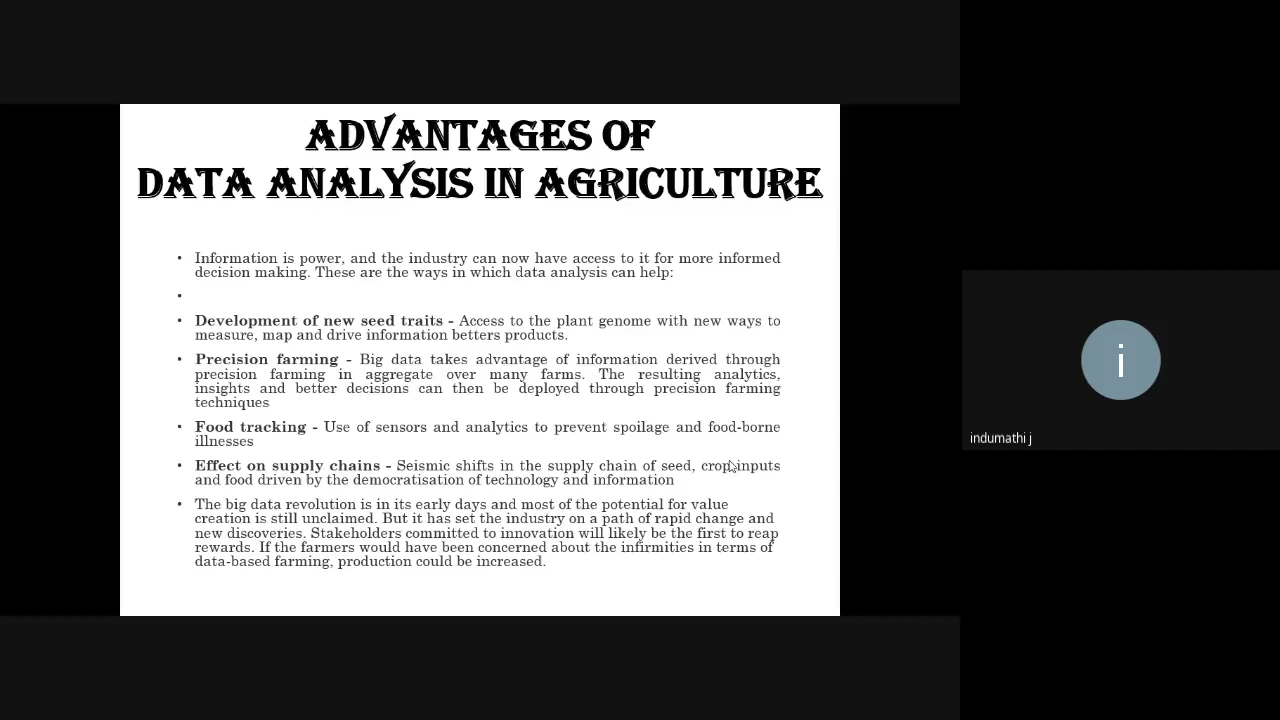 ADVANTAGES OF
DATA ANALYSIS IN AGRICULTURE
• Information is power, and the industry can now have access to it for more informed
decision making. These are the ways in which data analysis can help:
•
• Development of new seed traits - Access to the plant genome with new ways to
measure, map and drive information betters products.
• Precision farming - Big data takes advantage of information derived through
precision farming in aggregate over many farms. The resulting analytics,
insights and better decisions can then be deployed through precision farming
techniques
• Food tracking - Use of sensors and analytics to prevent spoilage and food-borne
illnesses
• Effect on supply chains - Seismic shifts in the supply chain of seed, crop inputs
and food driven by the democratisation of technology and information
• The big data revolution is in its early days and most of the potential for value
creation is still unclaimed. But it has set the industry on a path of rapid change and
new discoveries. Stakeholders committed to innovation will likely be the first to reap
rewards. If the farmers would have been concerned about the infirmities in terms of
data-based farming, production could be increased.
i
indumathi j